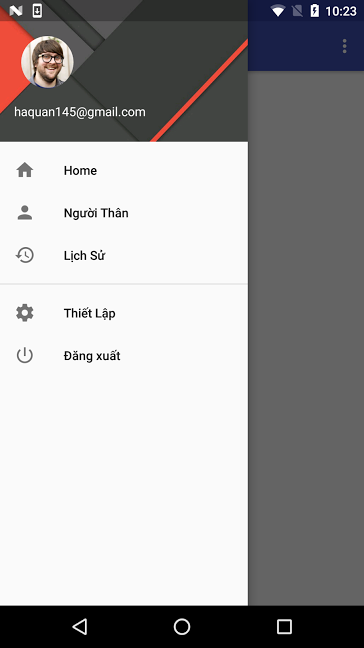 10:23
haquan145@gmail.com
Home
Người Thân
Lịch Sử
Thiết Lập
Đăng xuất